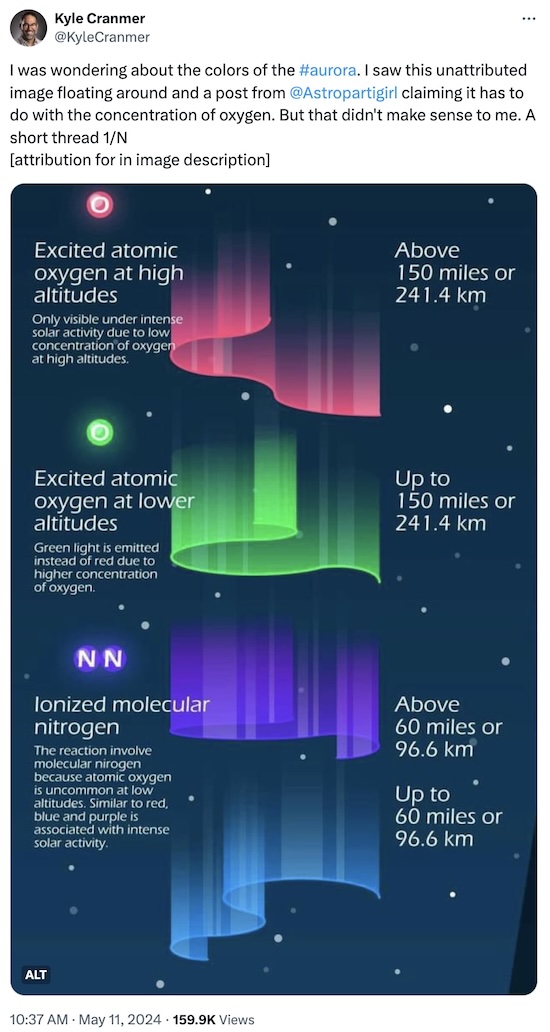 Kyle Cranmer
@KyleCranmer
I was wondering about the colors of the #aurora. I saw this unattributed
image floating around and a post from @Astropartigirl claiming it has to
do with the concentration of oxygen. But that didn't make sense to me. A
short thread 1/N
[attribution for in image description]
O
Excited atomic
oxygen at high
altitudes
Only visible under intense
solar activity due to low
concentration of oxygen
at high altitudes.
Above
150 miles or
241.4 km
O
Excited atomic
oxygen at lower
altitudes
Green light is emitted
instead of red due to
higher concentration
of oxygen.
Up to
150 miles or
241.4 km
N N
Ionized molecular
nitrogen
The reaction involve
molecular nirogen
because atomic oxygen
is uncommon at low
altitudes. Similar to red,
blue and purple is
associated with intense
solar activity.
Above
60 miles or
96.6 km
Up to
60 miles or
96.6 km
ALT
10:37 AM · May 11, 2024 · 159.9K Views